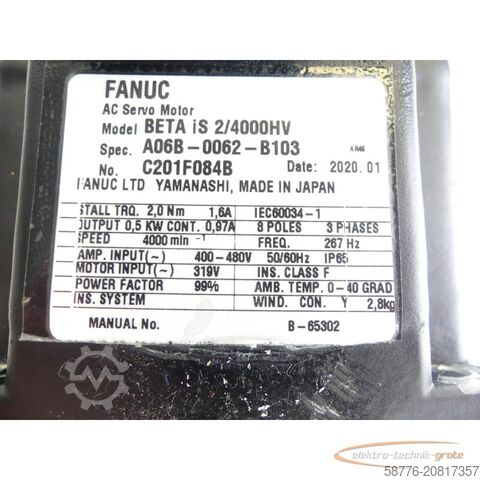 FANUC
AC Servo Motor
Model BETA iS 2/4000HV
Spec. A06B-0062-B103
AR46
No. C201F084B Date: 2020.01
FANUC LTD YAMANASHI, MADE IN JAPAN
STALL TRQ. 2,0 Nm 1,6A IEC60034-1
OUTPUT 0,5 KW CONT. 0,97A 8 POLES 3 PHASES
SPEED 4000 min⁻¹ FREQ. 267 Hz
AMP. INPUT(~) 400-480V 50/60Hz IP65
MOTOR INPUT(~) 319V INS. CLASS F
POWER FACTOR 99% AMB. TEMP. 0-40 GRAD
INS. SYSTEM WIND. CON. Y 2,8kg
MANUAL No. B-65302
Machineseeker
elektro-technik-grote
58776-20817357